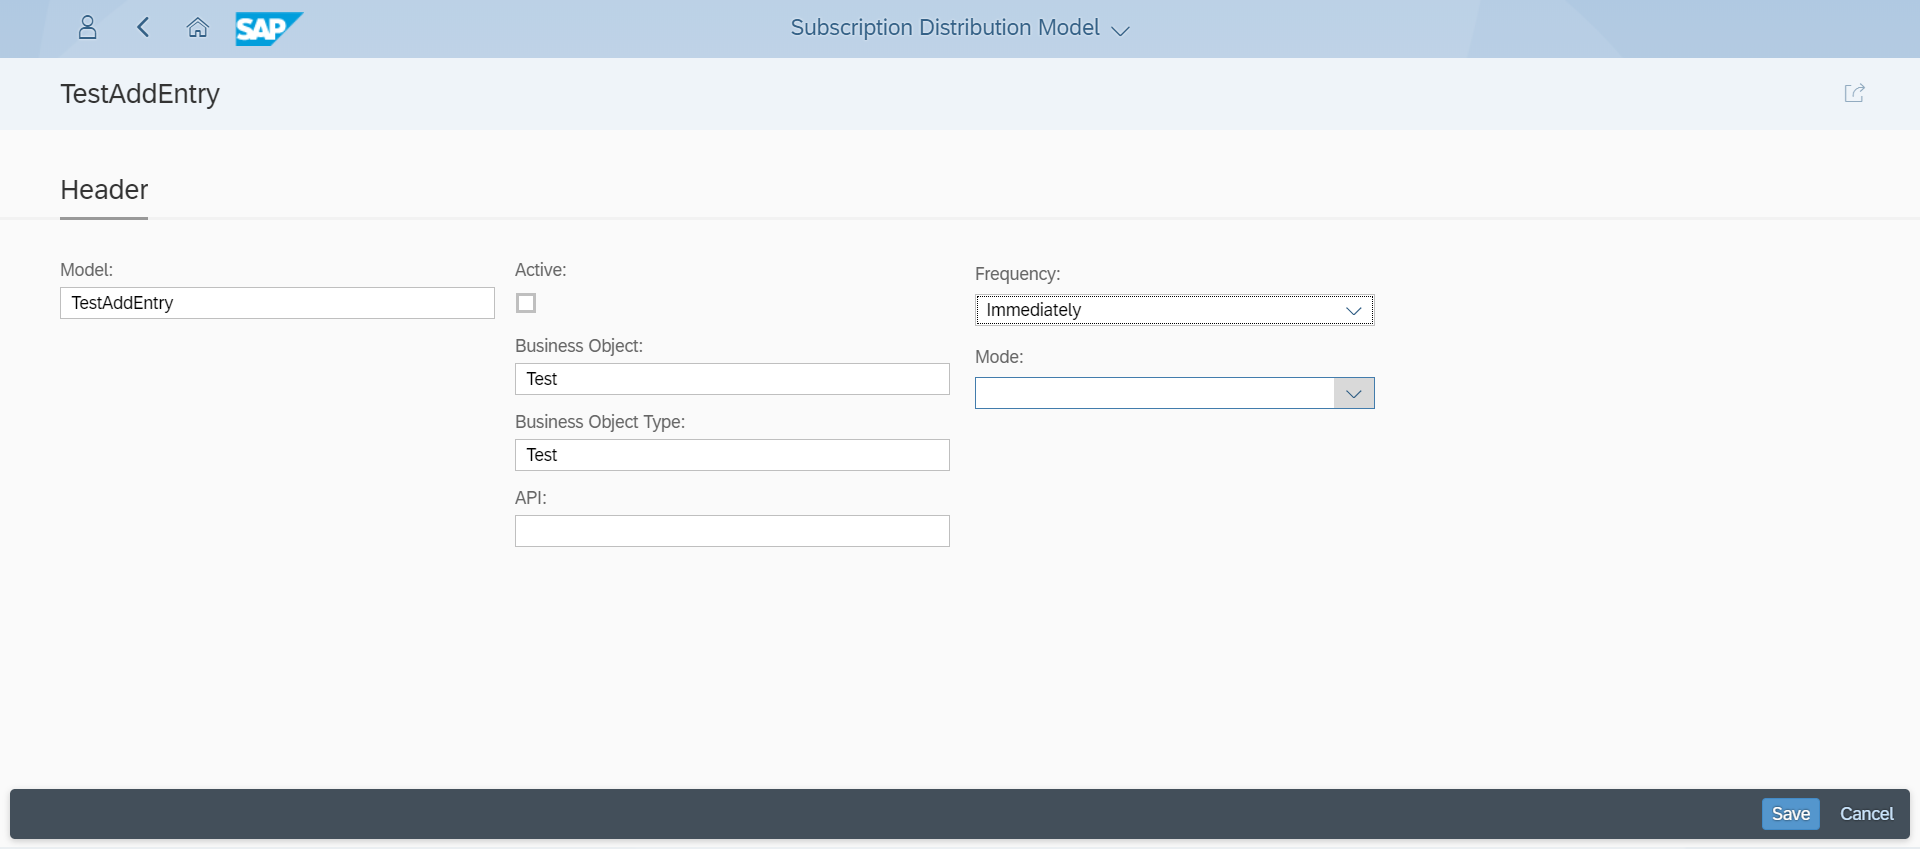 SAP
Subscription Distribution Model
TestAddEntry
Header
Model:
TestAddEntry
Active:
Business Object:
Test
Business Object Type:
Test
API:
Frequency:
Immediately
Mode:
Save
Cancel